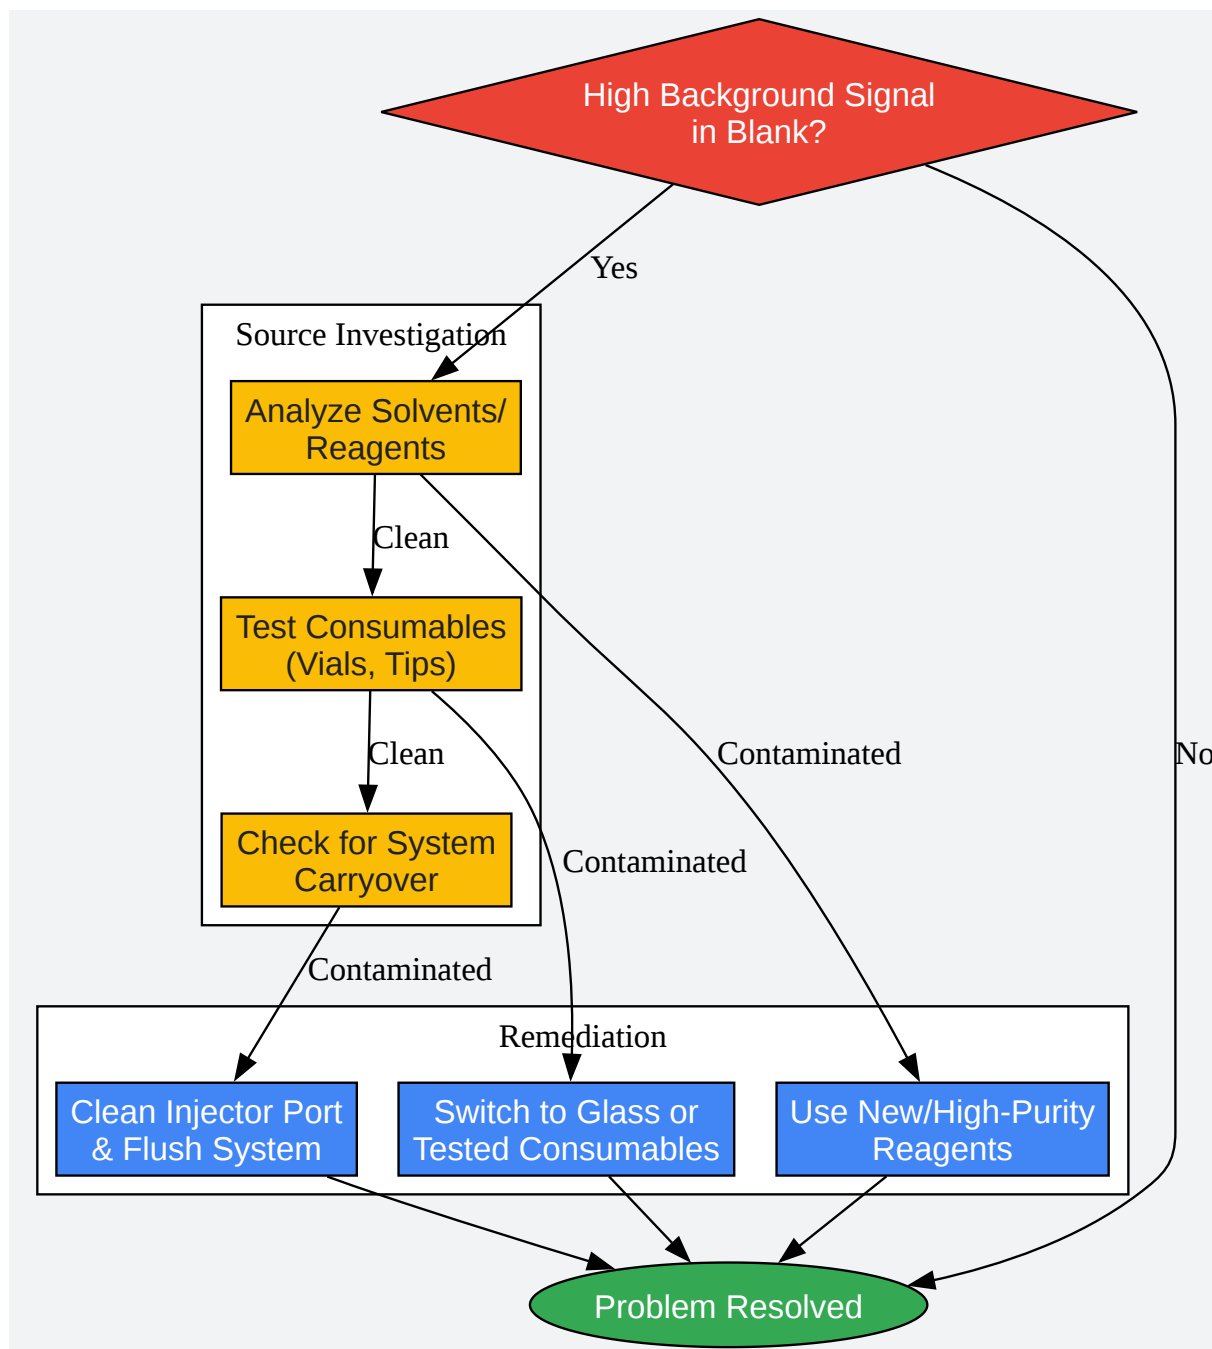 High Background Signal
in Blank?
Yes
Source Investigation
Analyze Solvents/
Reagents
Clean
Test Consumables
(Vials, Tips)
Clean
Contaminated
No
Check for System
Carryover
Contaminated
Contaminated
Remediation
Clean Injector Port
& Flush System
Switch to Glass or
Tested Consumables
Use New/High-Purity
Reagents
Problem Resolved